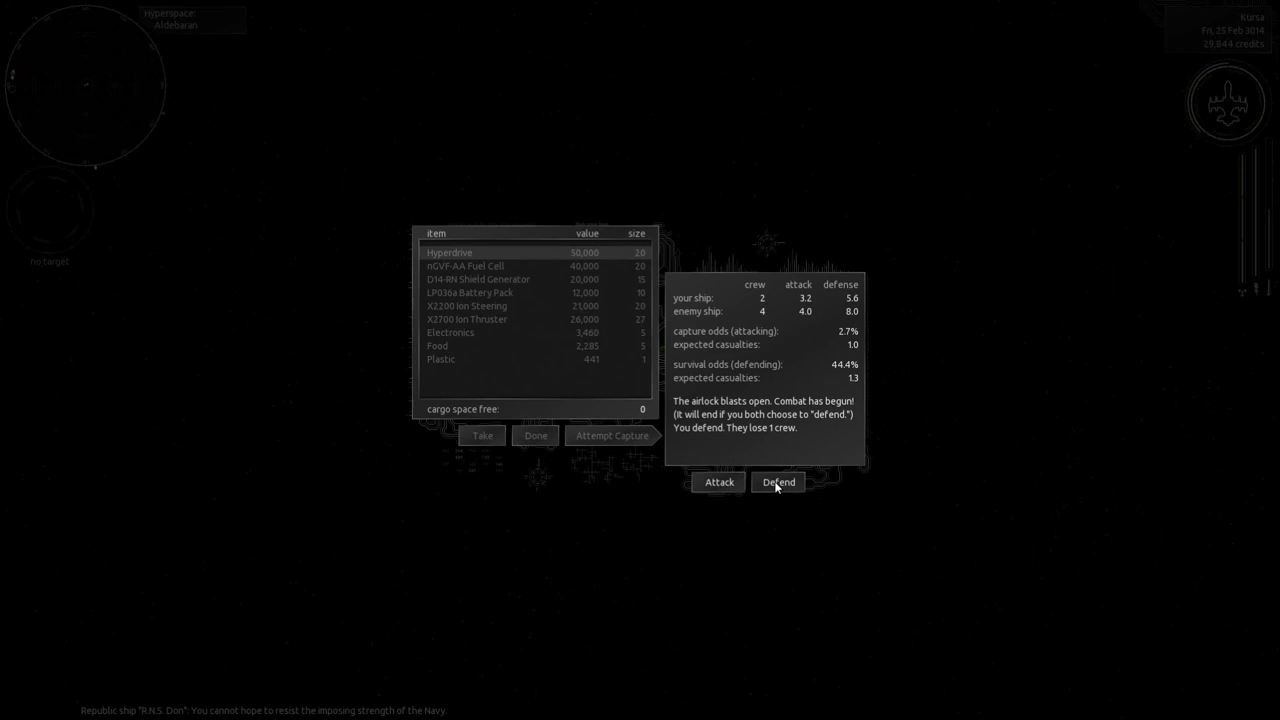 Hyperspace:
Aldebaran
Kursa
Fri, 25 Feb 3014
29,844 credits
no target
item value size
Hyperdrive 50,000 20
nGVF-AA Fuel Cell 40,000 20
D14-RN Shield Generator 20,000 15
LP036a Battery Pack 12,000 10
X2200 Ion Steering 21,000 20
X2700 Ion Thruster 26,000 27
Electronics 3,460 5
Food 2,285 5
Plastic 441 1
cargo space free: 0
Take Done Attempt Capture
crew attack defense
your ship: 2 3.2 5.6
enemy ship: 4 4.0 8.0
capture odds (attacking): 2.7%
expected casualties: 1.0
survival odds (defending): 44.4%
expected casualties: 1.3
The airlock blasts open. Combat has begun!
(It will end if you both choose to "defend.")
You defend. They lose 1 crew.
Attack Defend
Republic ship "R.N.S. Don": You cannot hope to resist the imposing strength of the Navy.